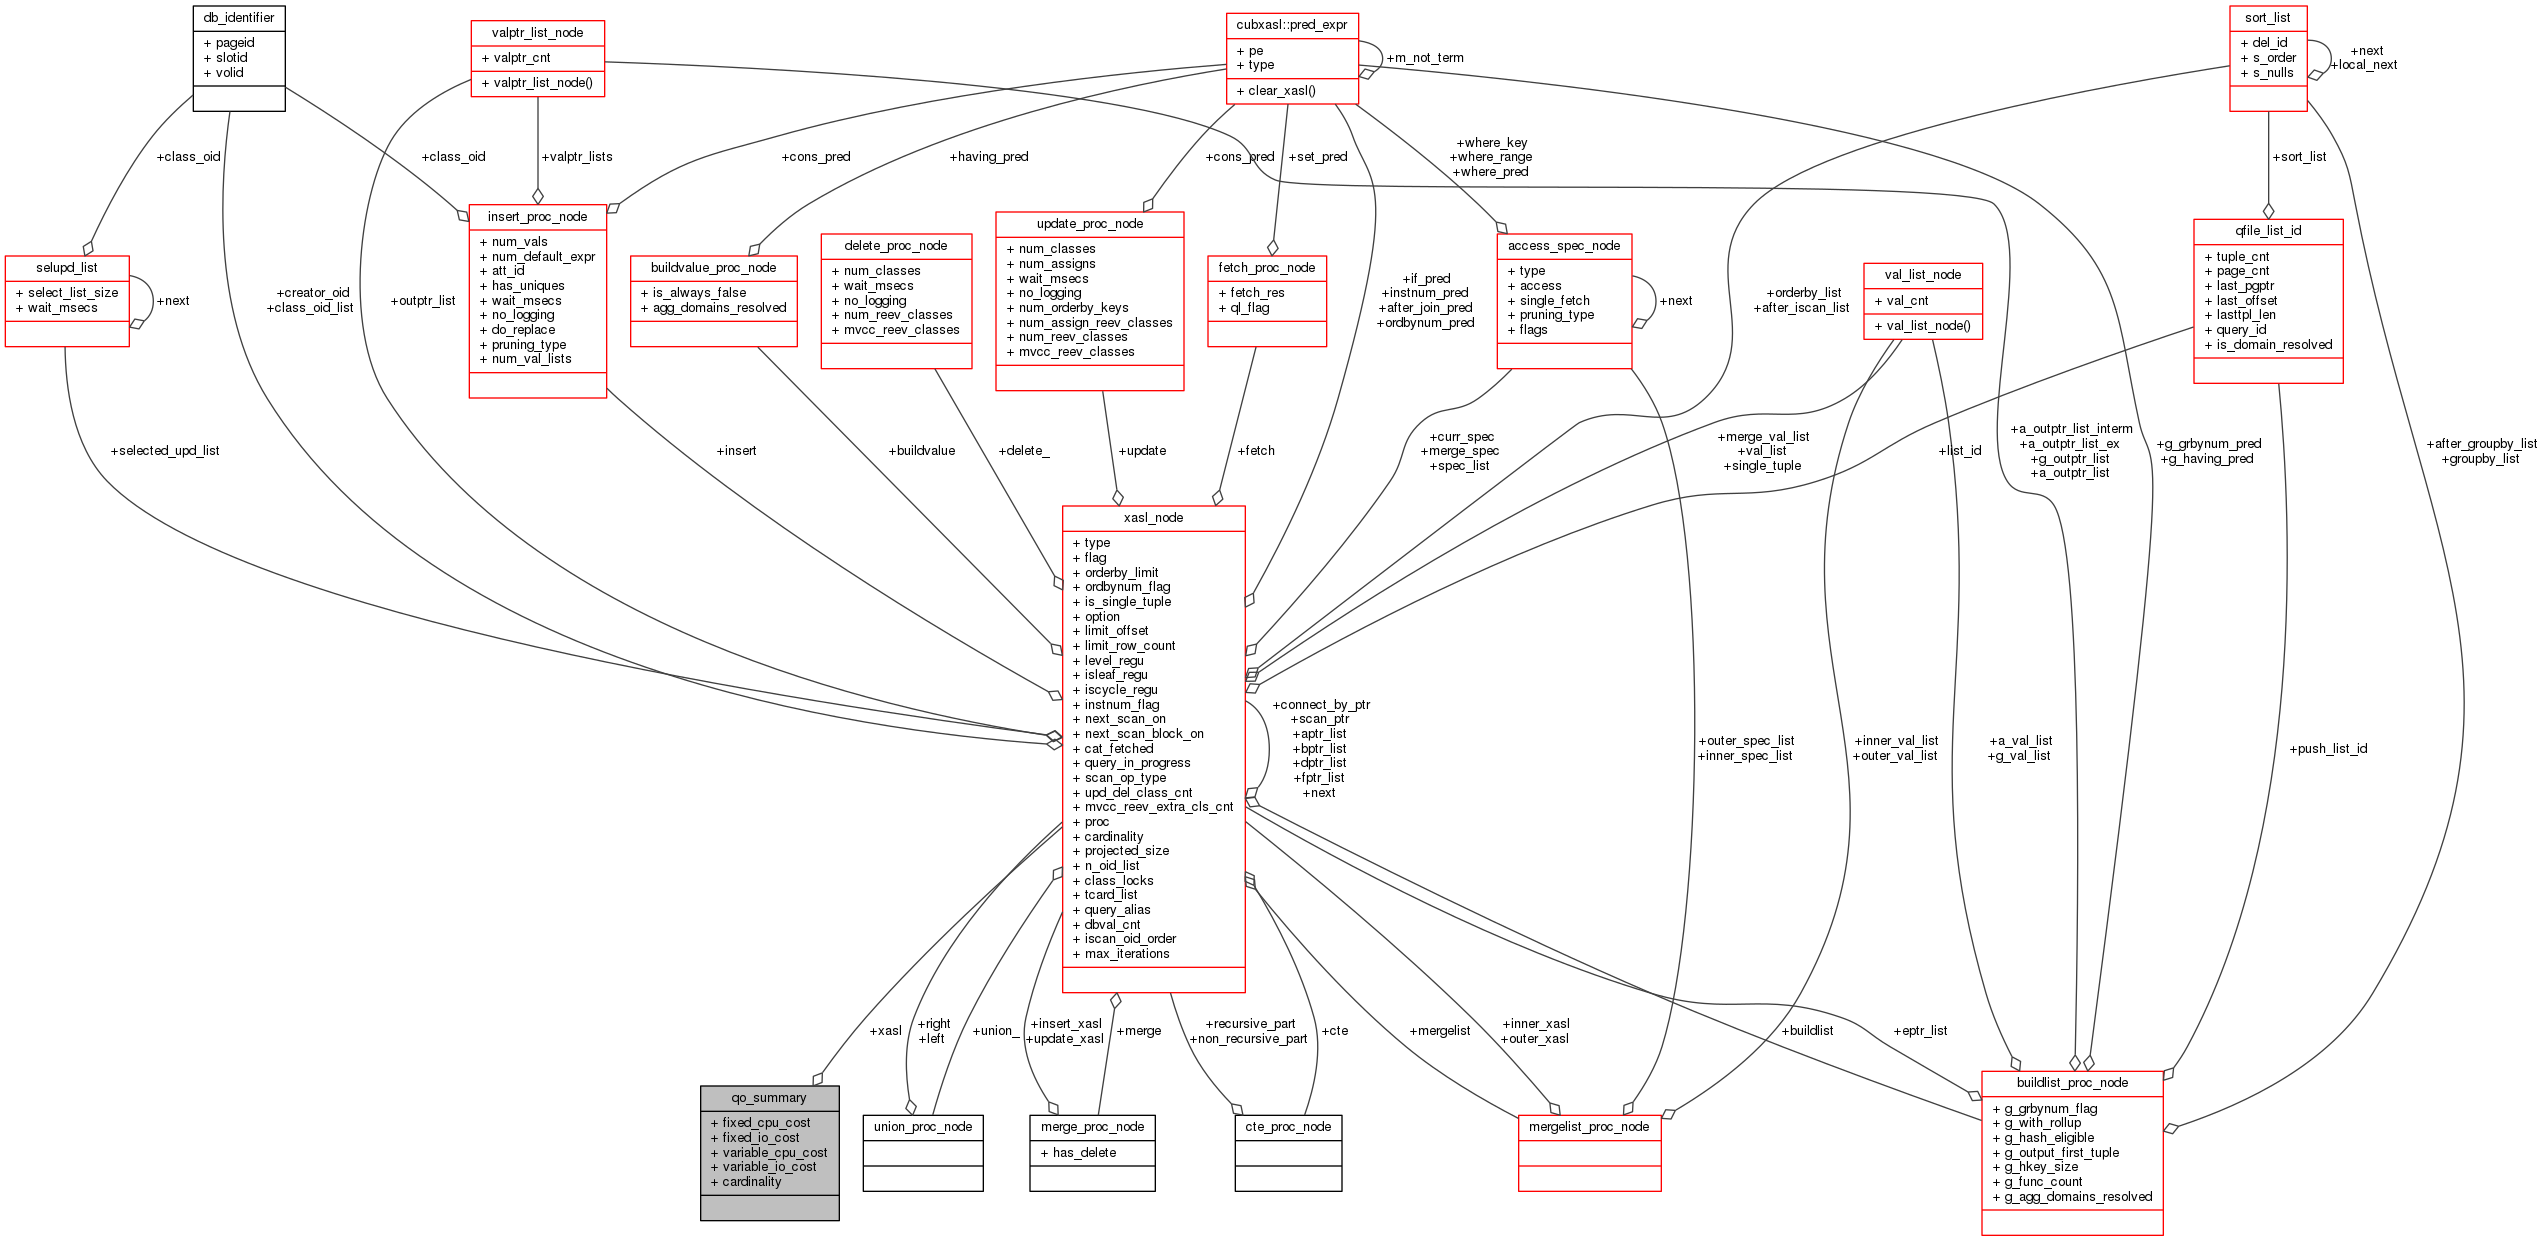 db_identifier
+ pageid
+ slotid
+ volid
valptr_list_node
+ valptr_cnt
+ valptr_list_node()
cubxasl::pred_expr
+ pe
+ type
+ clear_xasl()
+m_not_term
sort_list
+ del_id
+ s_order
+ s_nulls
+next
+local_next
+class_oid
+class_oid
+valptr_lists
+cons_pred
+having_pred
+cons_pred
+set_pred
+where_key
+where_range
+where_pred
+sort_list
selupd_list
+ select_list_size
+ wait_msecs
+next
+creator_oid
+class_oid_list
+outptr_list
insert_proc_node
+ num_vals
+ num_default_expr
+ att_id
+ has_uniques
+ wait_msecs
+ no_logging
+ do_replace
+ pruning_type
+ num_val_lists
buildvalue_proc_node
+ is_always_false
+ agg_domains_resolved
delete_proc_node
+ num_classes
+ wait_msecs
+ no_logging
+ num_reev_classes
+ mvcc_reev_classes
update_proc_node
+ num_classes
+ num_assigns
+ wait_msecs
+ no_logging
+ num_orderby_keys
+ num_assign_reev_classes
+ num_reev_classes
+ mvcc_reev_classes
fetch_proc_node
+ fetch_res
+ ql_flag
+if_pred
+instnum_pred
+after_join_pred
+ordbynum_pred
access_spec_node
+ type
+ access
+ single_fetch
+ pruning_type
+ flags
+next
+orderby_list
+after_iscan_list
val_list_node
+ val_cnt
+ val_list_node()
qfile_list_id
+ tuple_cnt
+ page_cnt
+ last_pgptr
+ last_offset
+ lasttpl_len
+ query_id
+ is_domain_resolved
+selected_upd_list
+insert
+buildvalue
+delete_
+update
+fetch
+curr_spec
+merge_spec
+spec_list
+merge_val_list
+val_list
+single_tuple
+list_id
+a_outptr_list_interm
+a_outptr_list_ex
+g_outptr_list
+a_outptr_list
+g_grbynum_pred
+g_having_pred
+after_groupby_list
+groupby_list
xasl_node
+ type
+ flag
+ orderby_limit
+ ordbynum_flag
+ is_single_tuple
+ option
+ limit_offset
+ limit_row_count
+ level_regu
+ isleaf_regu
+ iscycle_regu
+ instnum_flag
+ next_scan_on
+ next_scan_block_on
+ cat_fetched
+ query_in_progress
+ scan_op_type
+ upd_del_class_cnt
+ mvcc_reev_extra_cls_cnt
+ proc
+ cardinality
+ projected_size
+ n_oid_list
+ class_locks
+ tcard_list
+ query_alias
+ dbval_cnt
+ iscan_oid_order
+ max_iterations
+connect_by_ptr
+scan_ptr
+aptr_list
+bptr_list
+dptr_list
+fptr_list
+next
+outer_spec_list
+inner_spec_list
+inner_val_list
+outer_val_list
+a_val_list
+g_val_list
+push_list_id
+xasl
+right
+left
+union_
+insert_xasl
+update_xasl
+merge
+recursive_part
+non_recursive_part
+cte
+mergelist
+inner_xasl
+outer_xasl
+buildlist
+eptr_list
qo_summary
+ fixed_cpu_cost
+ fixed_io_cost
+ variable_cpu_cost
+ variable_io_cost
+ cardinality
union_proc_node
merge_proc_node
+ has_delete
cte_proc_node
mergelist_proc_node
buildlist_proc_node
+ g_grbynum_flag
+ g_with_rollup
+ g_hash_eligible
+ g_output_first_tuple
+ g_hkey_size
+ g_func_count
+ g_agg_domains_resolved